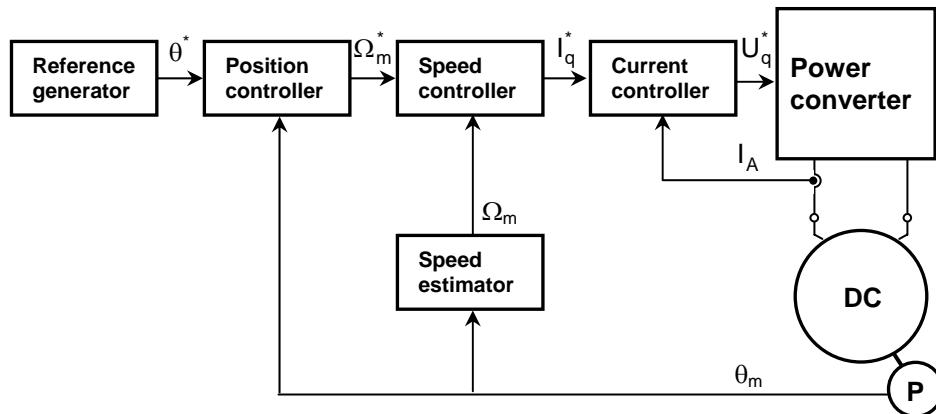 Reference
generator
θ*
Position
controller
Ω*m
Speed
controller
I*q
Current
controller
U*q
Power
converter
IA
Ωm
Speed
estimator
DC
θm
P